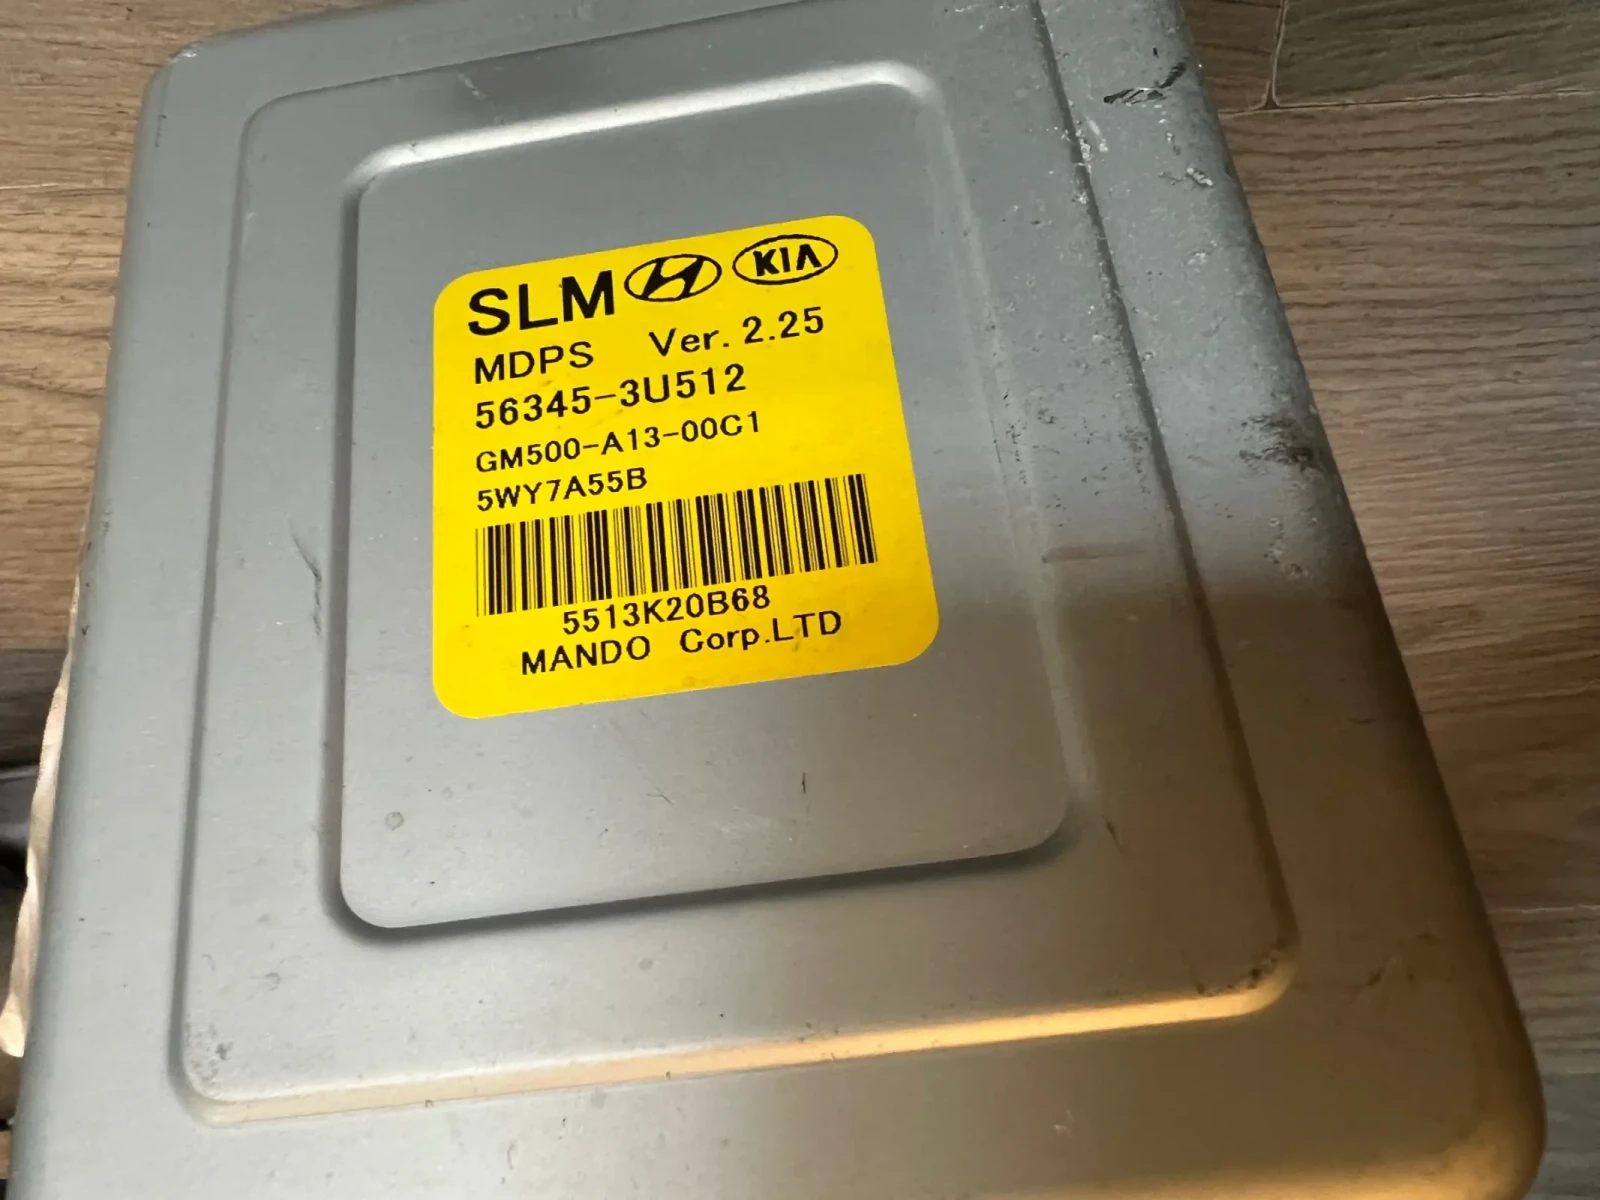 SLM KIA
MDPS Ver. 2.25
56345-3U512
GM500-A13-00C1
5WY7A55B
5513K20B68
MANDO Corp.LTD